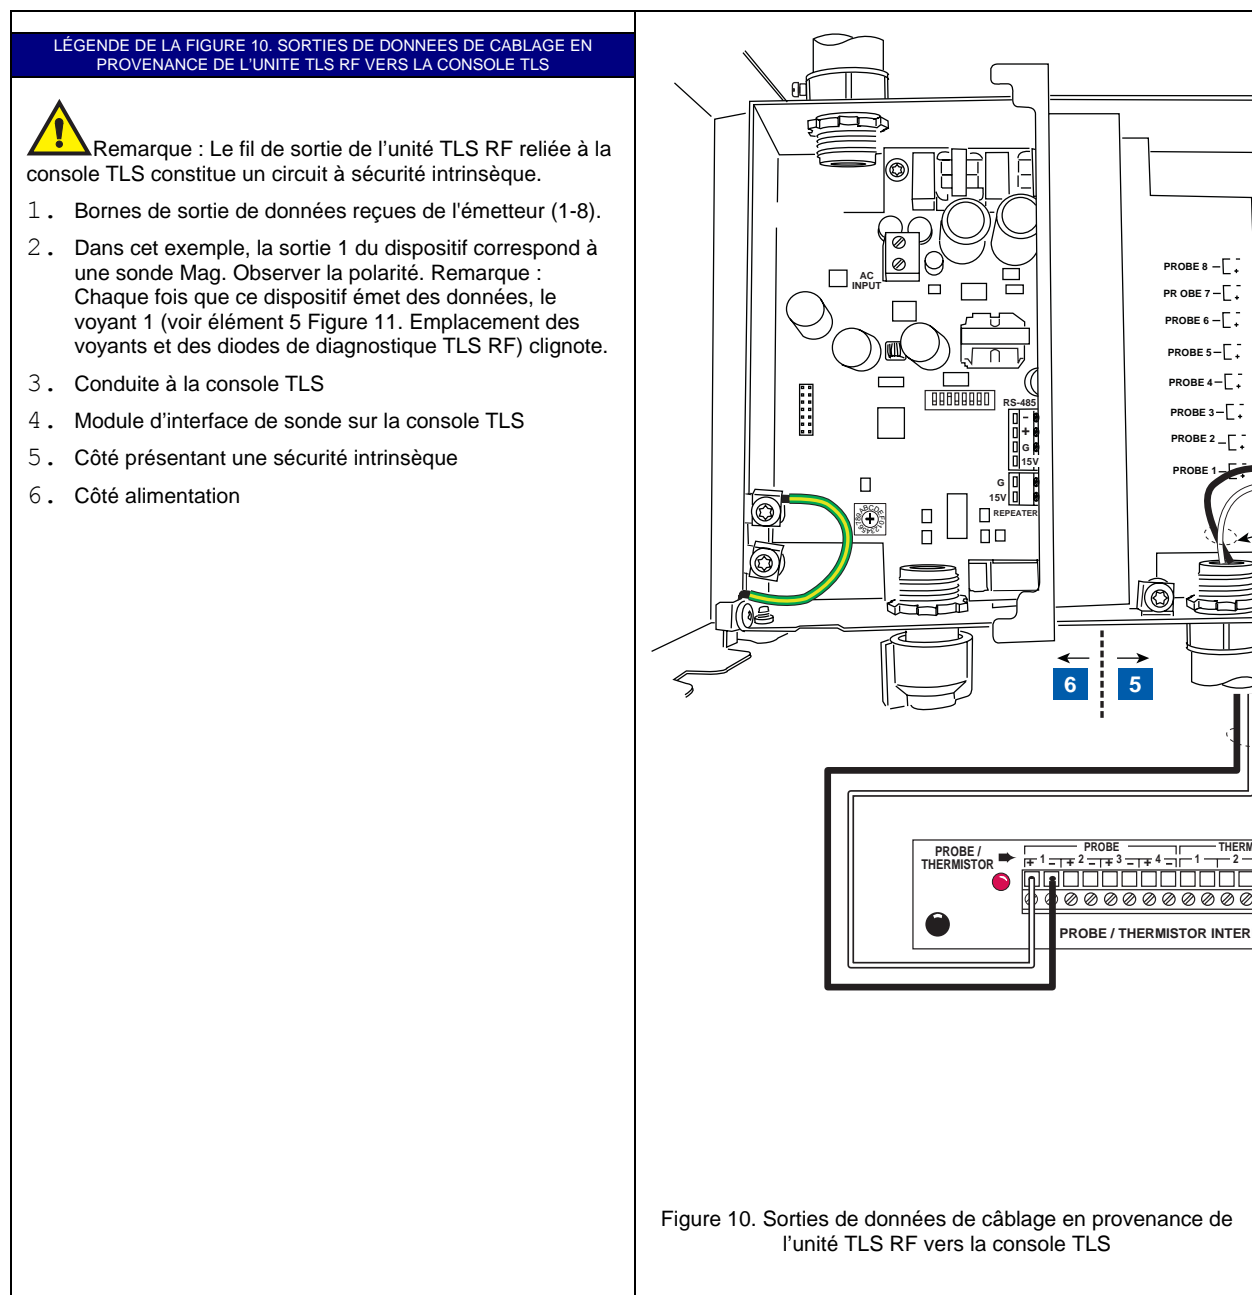 LÉGENDE DE LA FIGURE 10. SORTIES DE DONNEES DE CABLAGE EN
PROVENANCE DE L'UNITE TLS RF VERS LA CONSOLE TLS
Remarque : Le fil de sortie de l'unité TLS RF reliée à la
console TLS constitue un circuit à sécurité intrinsèque.
1. Bornes de sortie de données reçues de l'émetteur (1-8).
2. Dans cet exemple, la sortie 1 du dispositif correspond à
une sonde Mag. Observer la polarité. Remarque :
Chaque fois que ce dispositif émet des données, le
voyant 1 (voir élément 5 Figure 11. Emplacement des
voyants et des diodes de diagnostique TLS RF) clignote.
3. Conduite à la console TLS
4. Module d'interface de sonde sur la console TLS
5. Côté présentant une sécurité intrinsèque
6. Côté alimentation
AC
INPUT
RS-485
-
+
G
15V
G
15V
REPEATER
PROBE 8
PR OBE 7
PROBE 6
PROBE 5
PROBE 4
PROBE 3
PROBE 2
PROBE 1
6 5
PROBE /
THERMISTOR
PROBE THERM
+ 1 - + 2 - + 3 - + 4 - 1 2
PROBE / THERMISTOR INTER
Figure 10. Sorties de données de câblage en provenance de
l'unité TLS RF vers la console TLS